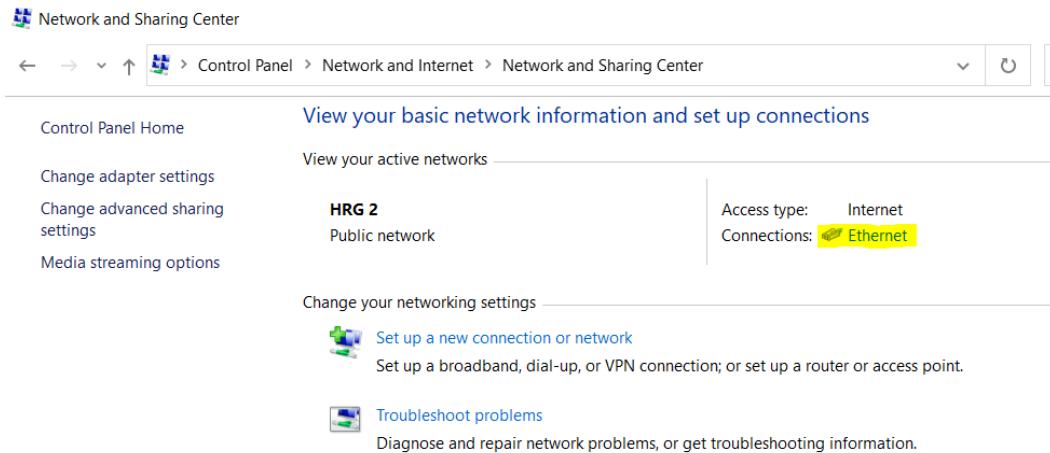 Network and Sharing Center
Control Panel > Network and Internet > Network and Sharing Center
Control Panel Home
Change adapter settings
Change advanced sharing
settings
Media streaming options
View your basic network information and set up connections
View your active networks
HRG 2
Public network
Access type: Internet
Connections: Ethernet
Change your networking settings
Set up a new connection or network
Set up a broadband, dial-up, or VPN connection; or set up a router or access point.
Troubleshoot problems
Diagnose and repair network problems, or get troubleshooting information.